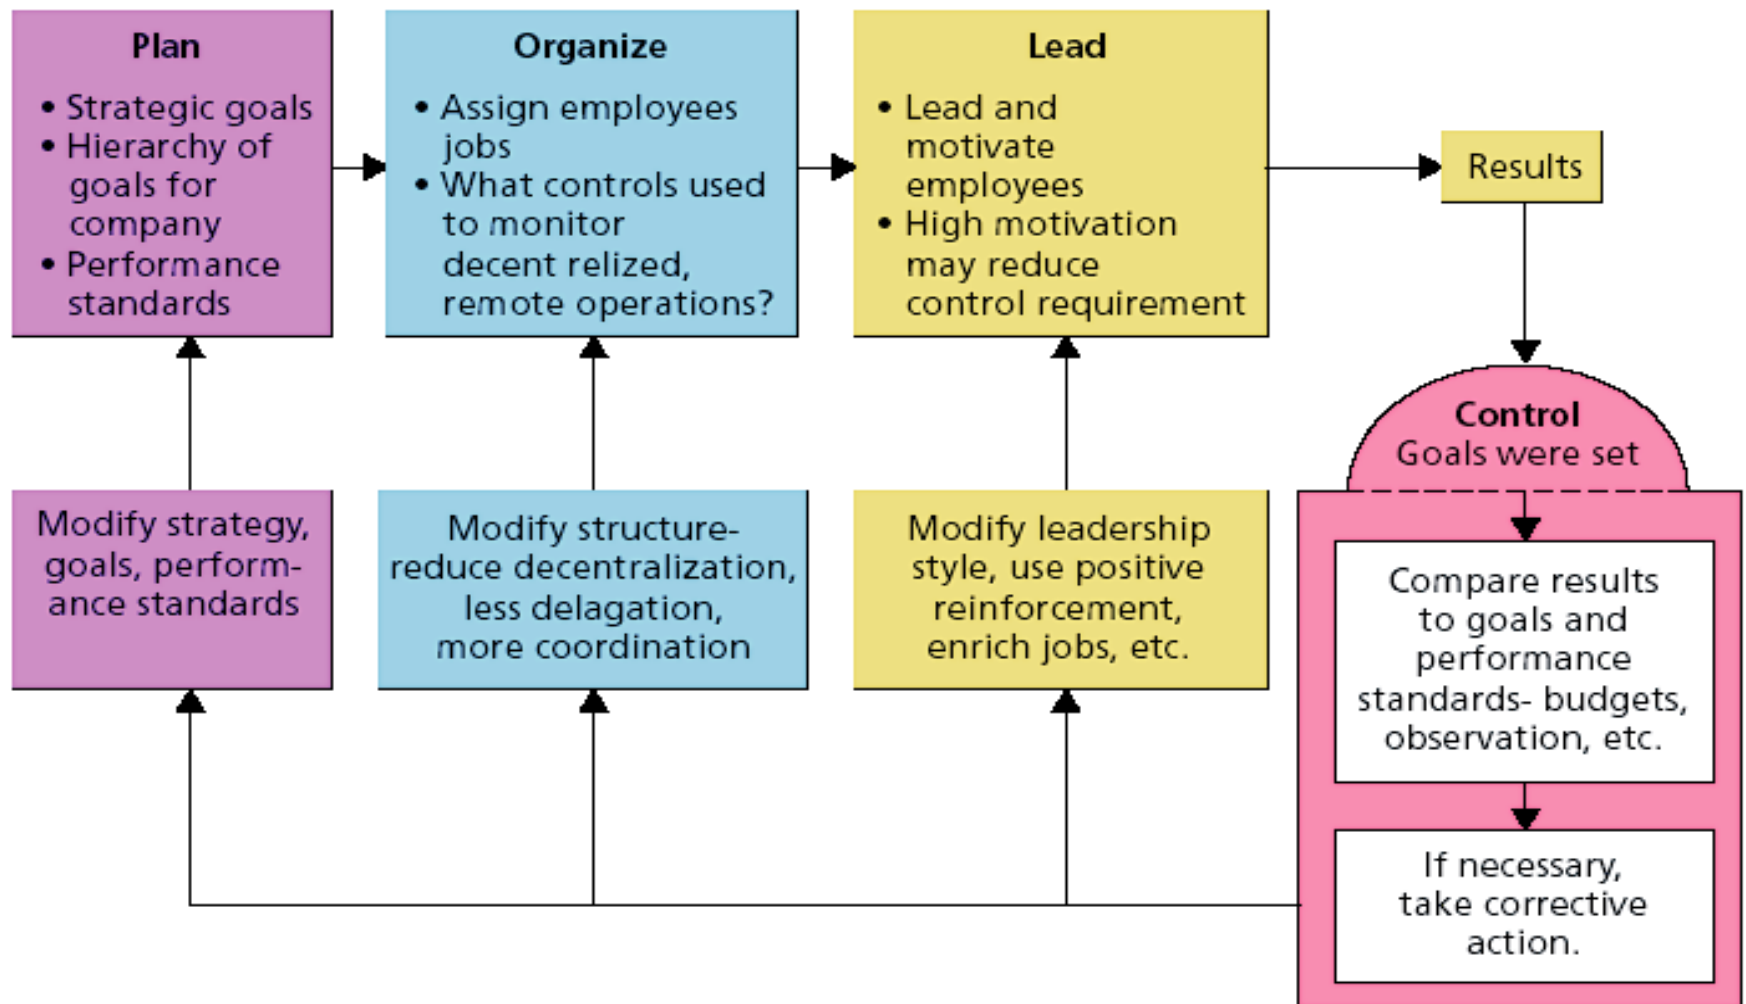 Plan
• Strategic goals
• Hierarchy of
goals for
company
• Performance
standards
Organize
• Assign employees
jobs
• What controls used
to monitor
decent relized,
remote operations?
Lead
• Lead and
motivate
employees
• High motivation
may reduce
control requirement
Results
Control
Goals were set
Compare results
to goals and
performance
standards- budgets,
observation, etc.
If necessary,
take corrective
action.
Modify strategy,
goals, perform-
ance standards
Modify structure-
reduce decentralization,
less delagation,
more coordination
Modify leadership
style, use positive
reinforcement,
enrich jobs, etc.